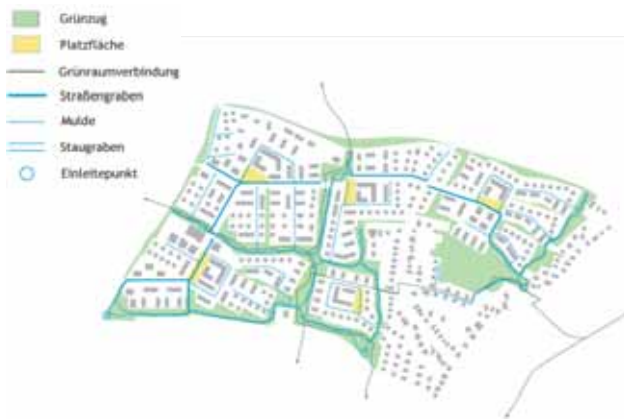 Grünzug
Platzfläche
Grünraumverbindung
Straßengraben
Mulde
Staugraben
Einleitepunkt